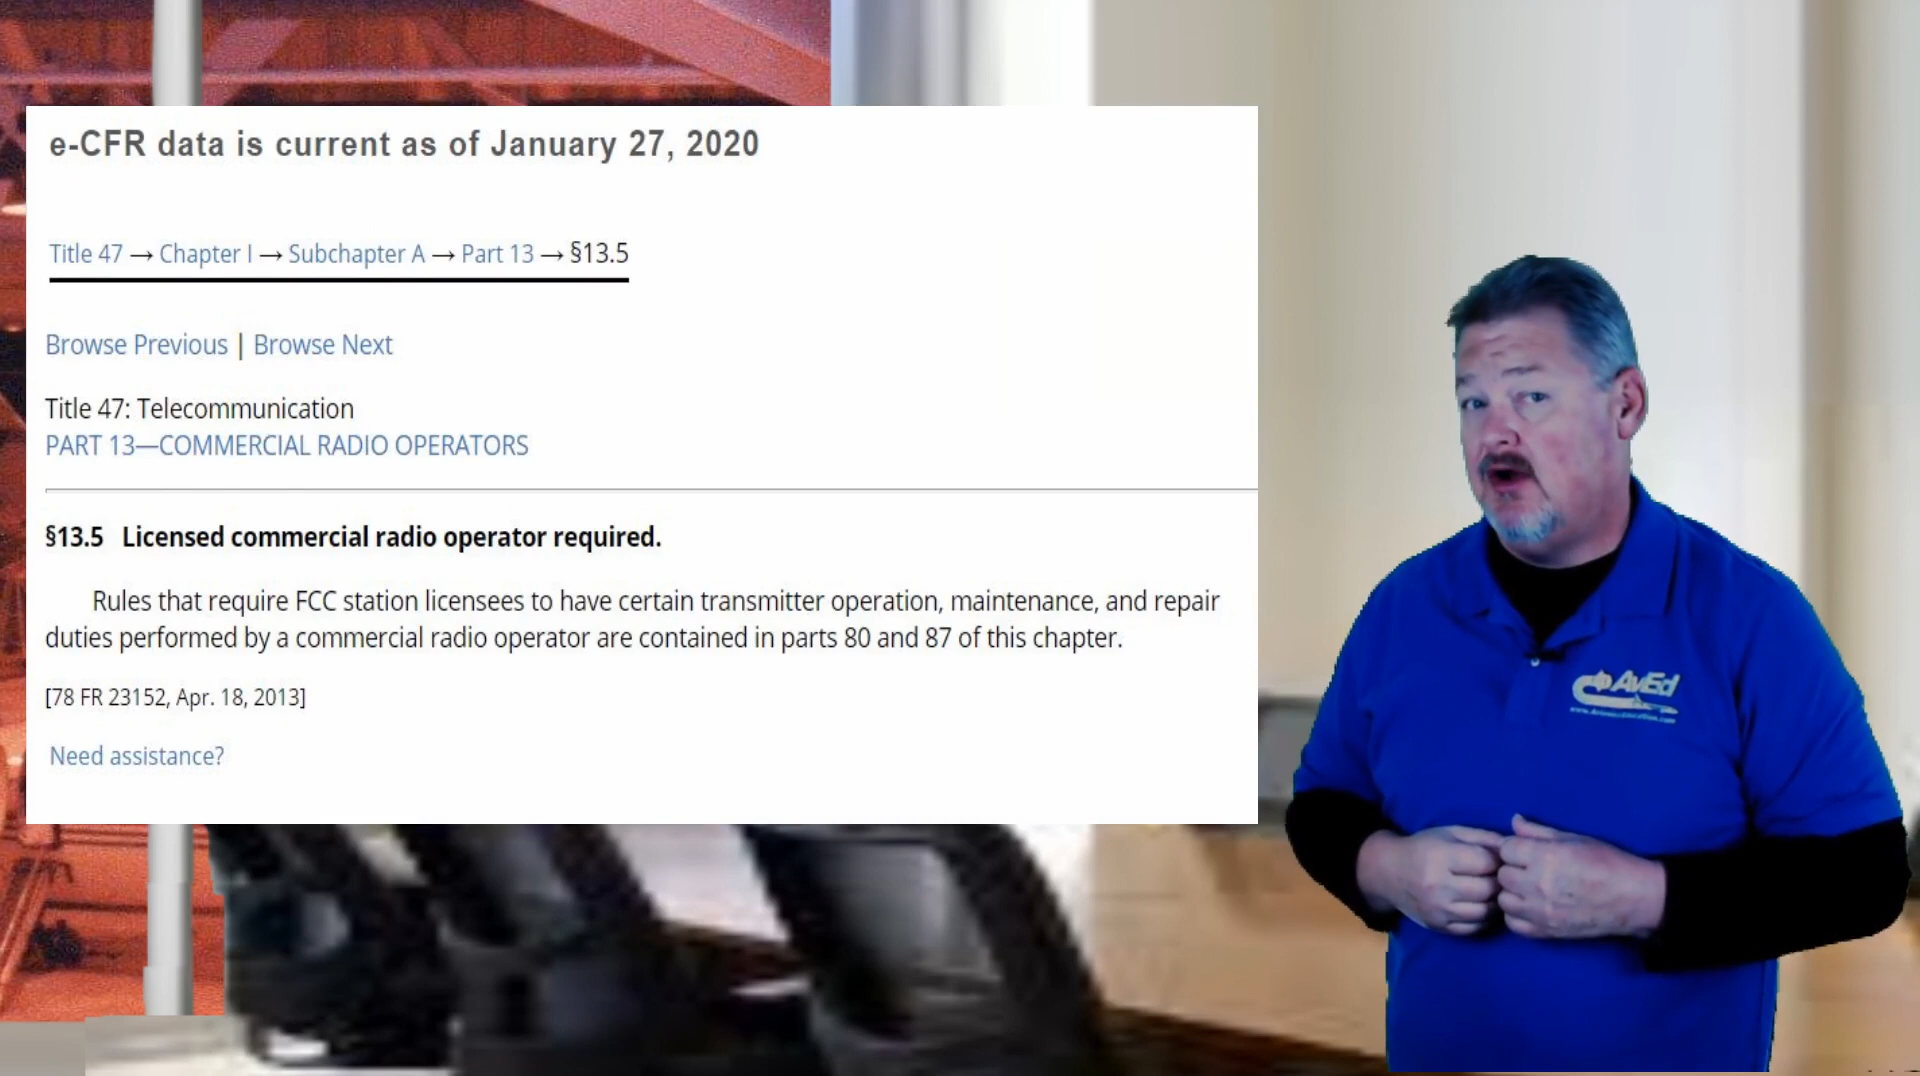 e-CFR data is current as of January 27, 2020
Title 47 → Chapter I → Subchapter A → Part 13 → §13.5
Browse Previous | Browse Next
Title 47: Telecommunication
PART 13—COMMERCIAL RADIO OPERATORS
§13.5 Licensed commercial radio operator required.
Rules that require FCC station licensees to have certain transmitter operation, maintenance, and repair
duties performed by a commercial radio operator are contained in parts 80 and 87 of this chapter.
[78 FR 23152, Apr. 18, 2013]
Need assistance?
AvEd